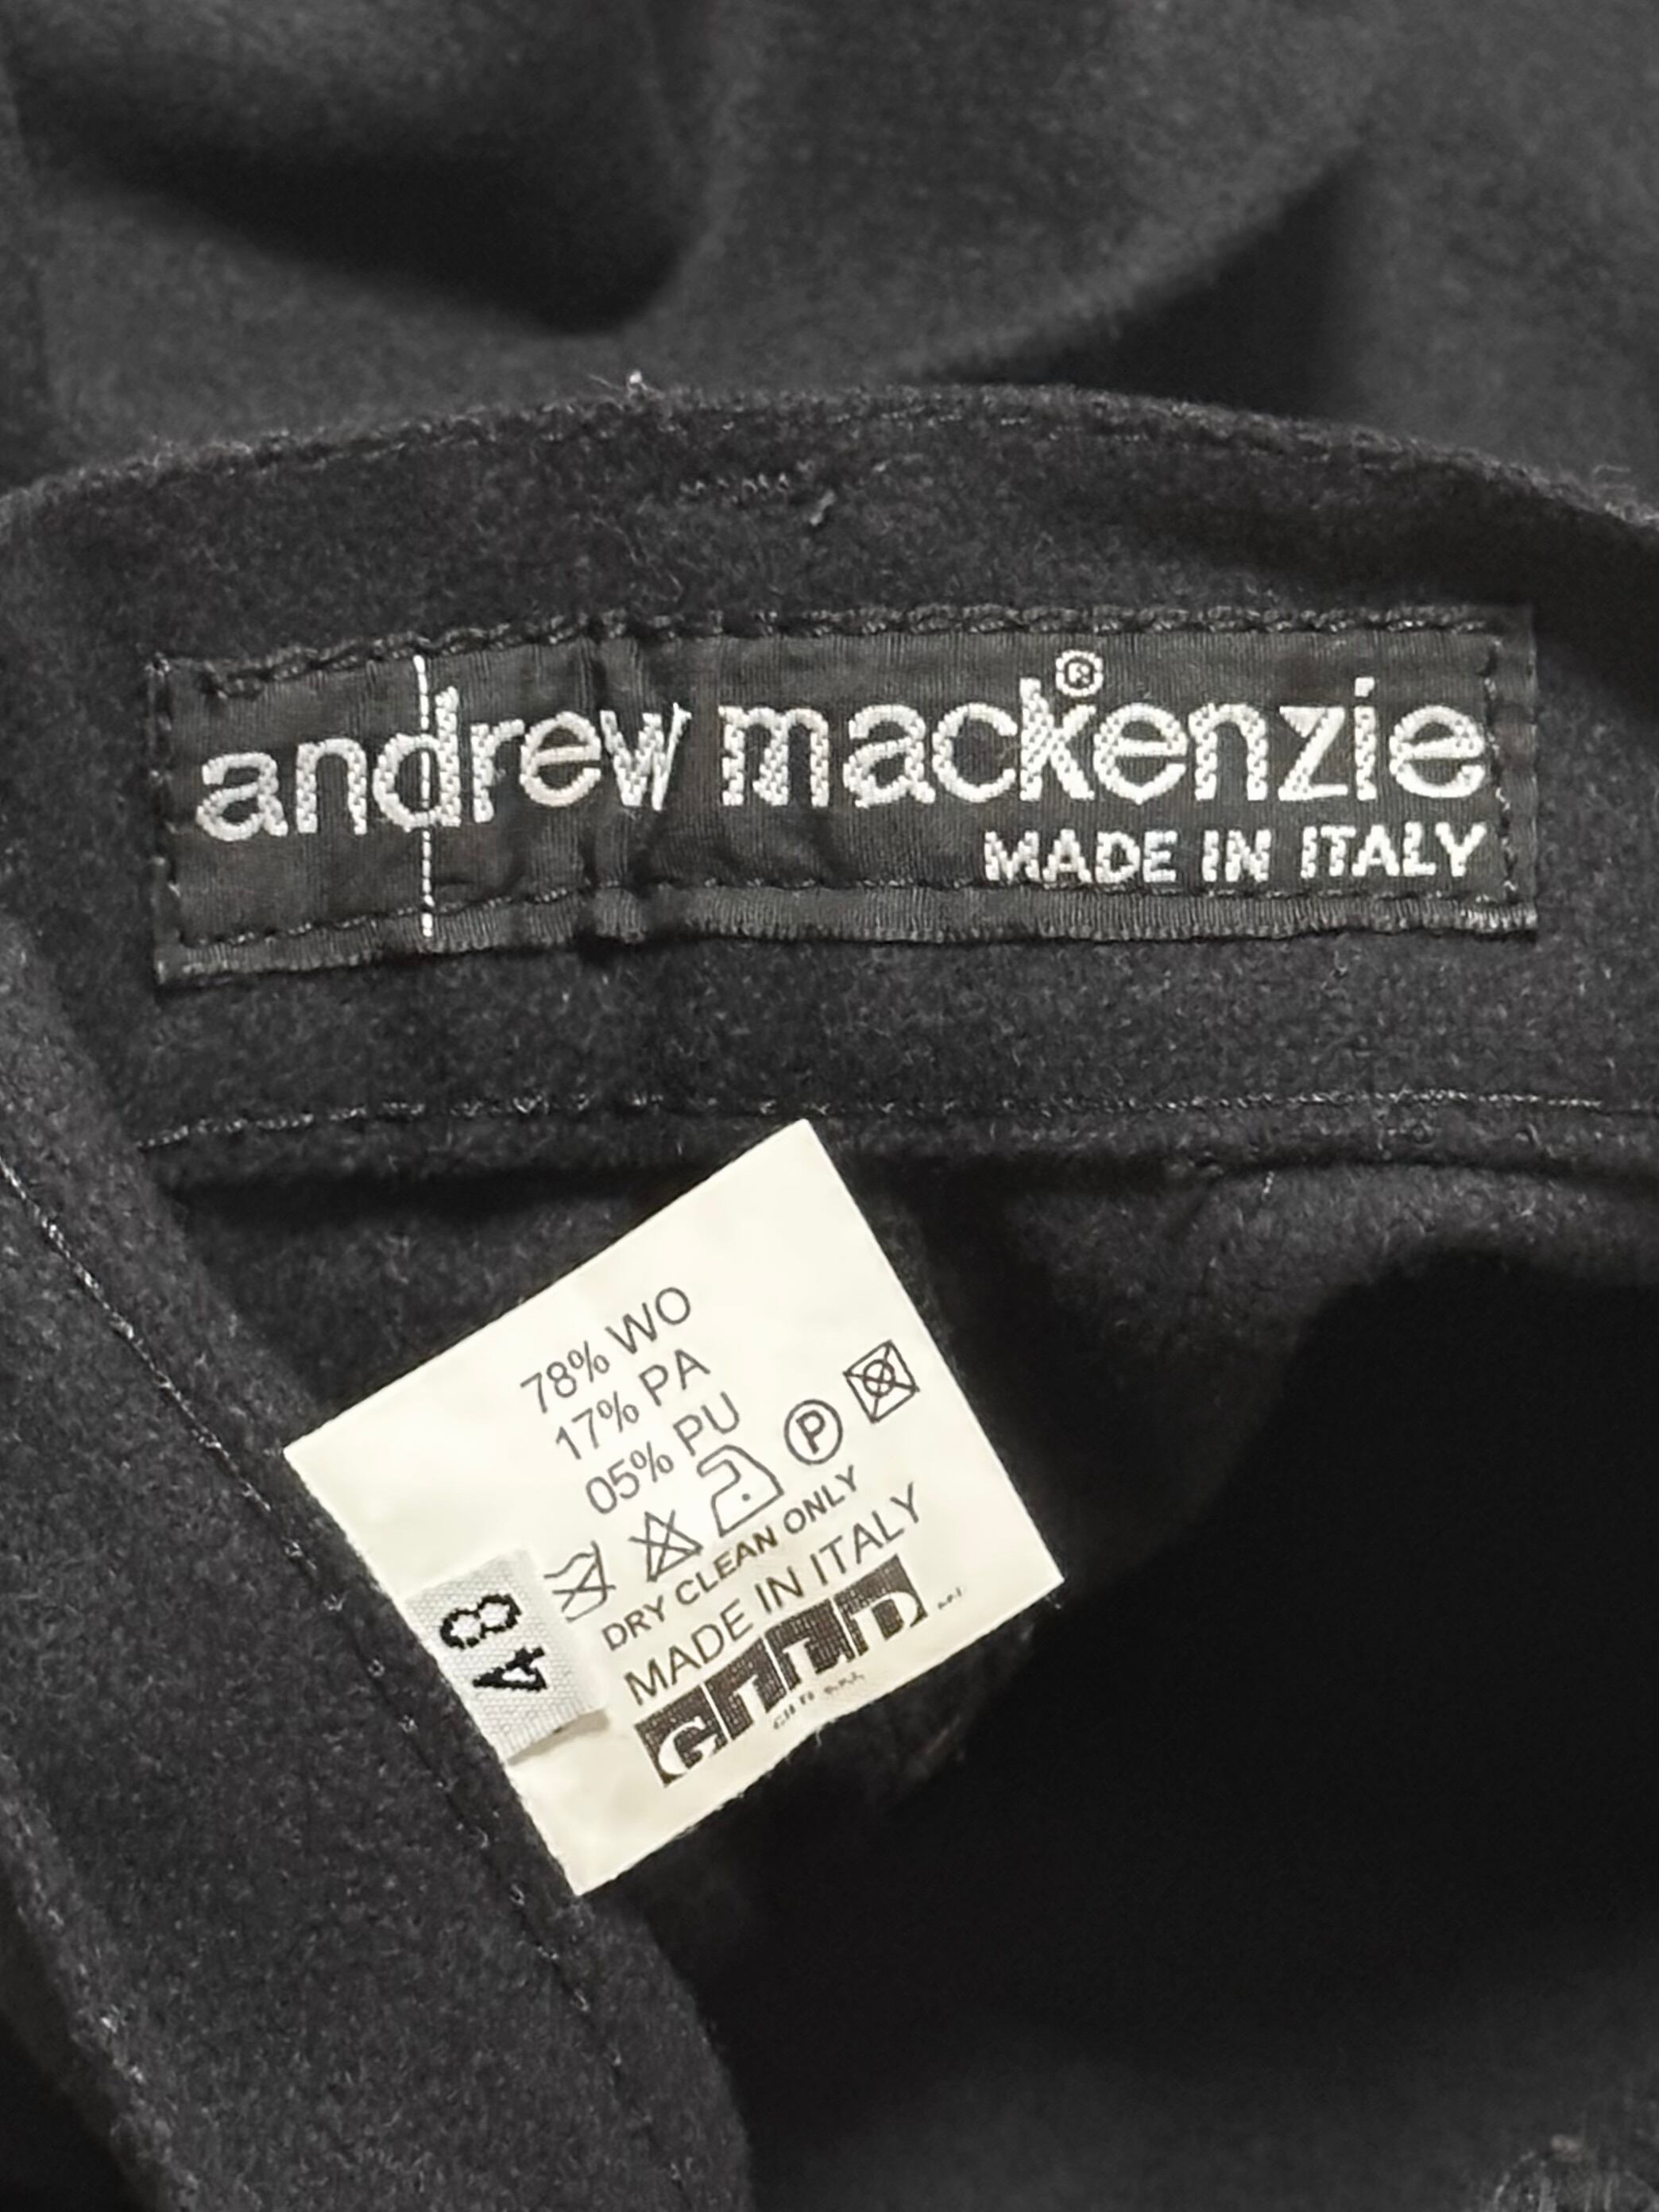 andrew mackenzie ®
MADE IN ITALY
78% WO
17% PA
05% PU
P
DRY CLEAN ONLY
MADE IN ITALY
48